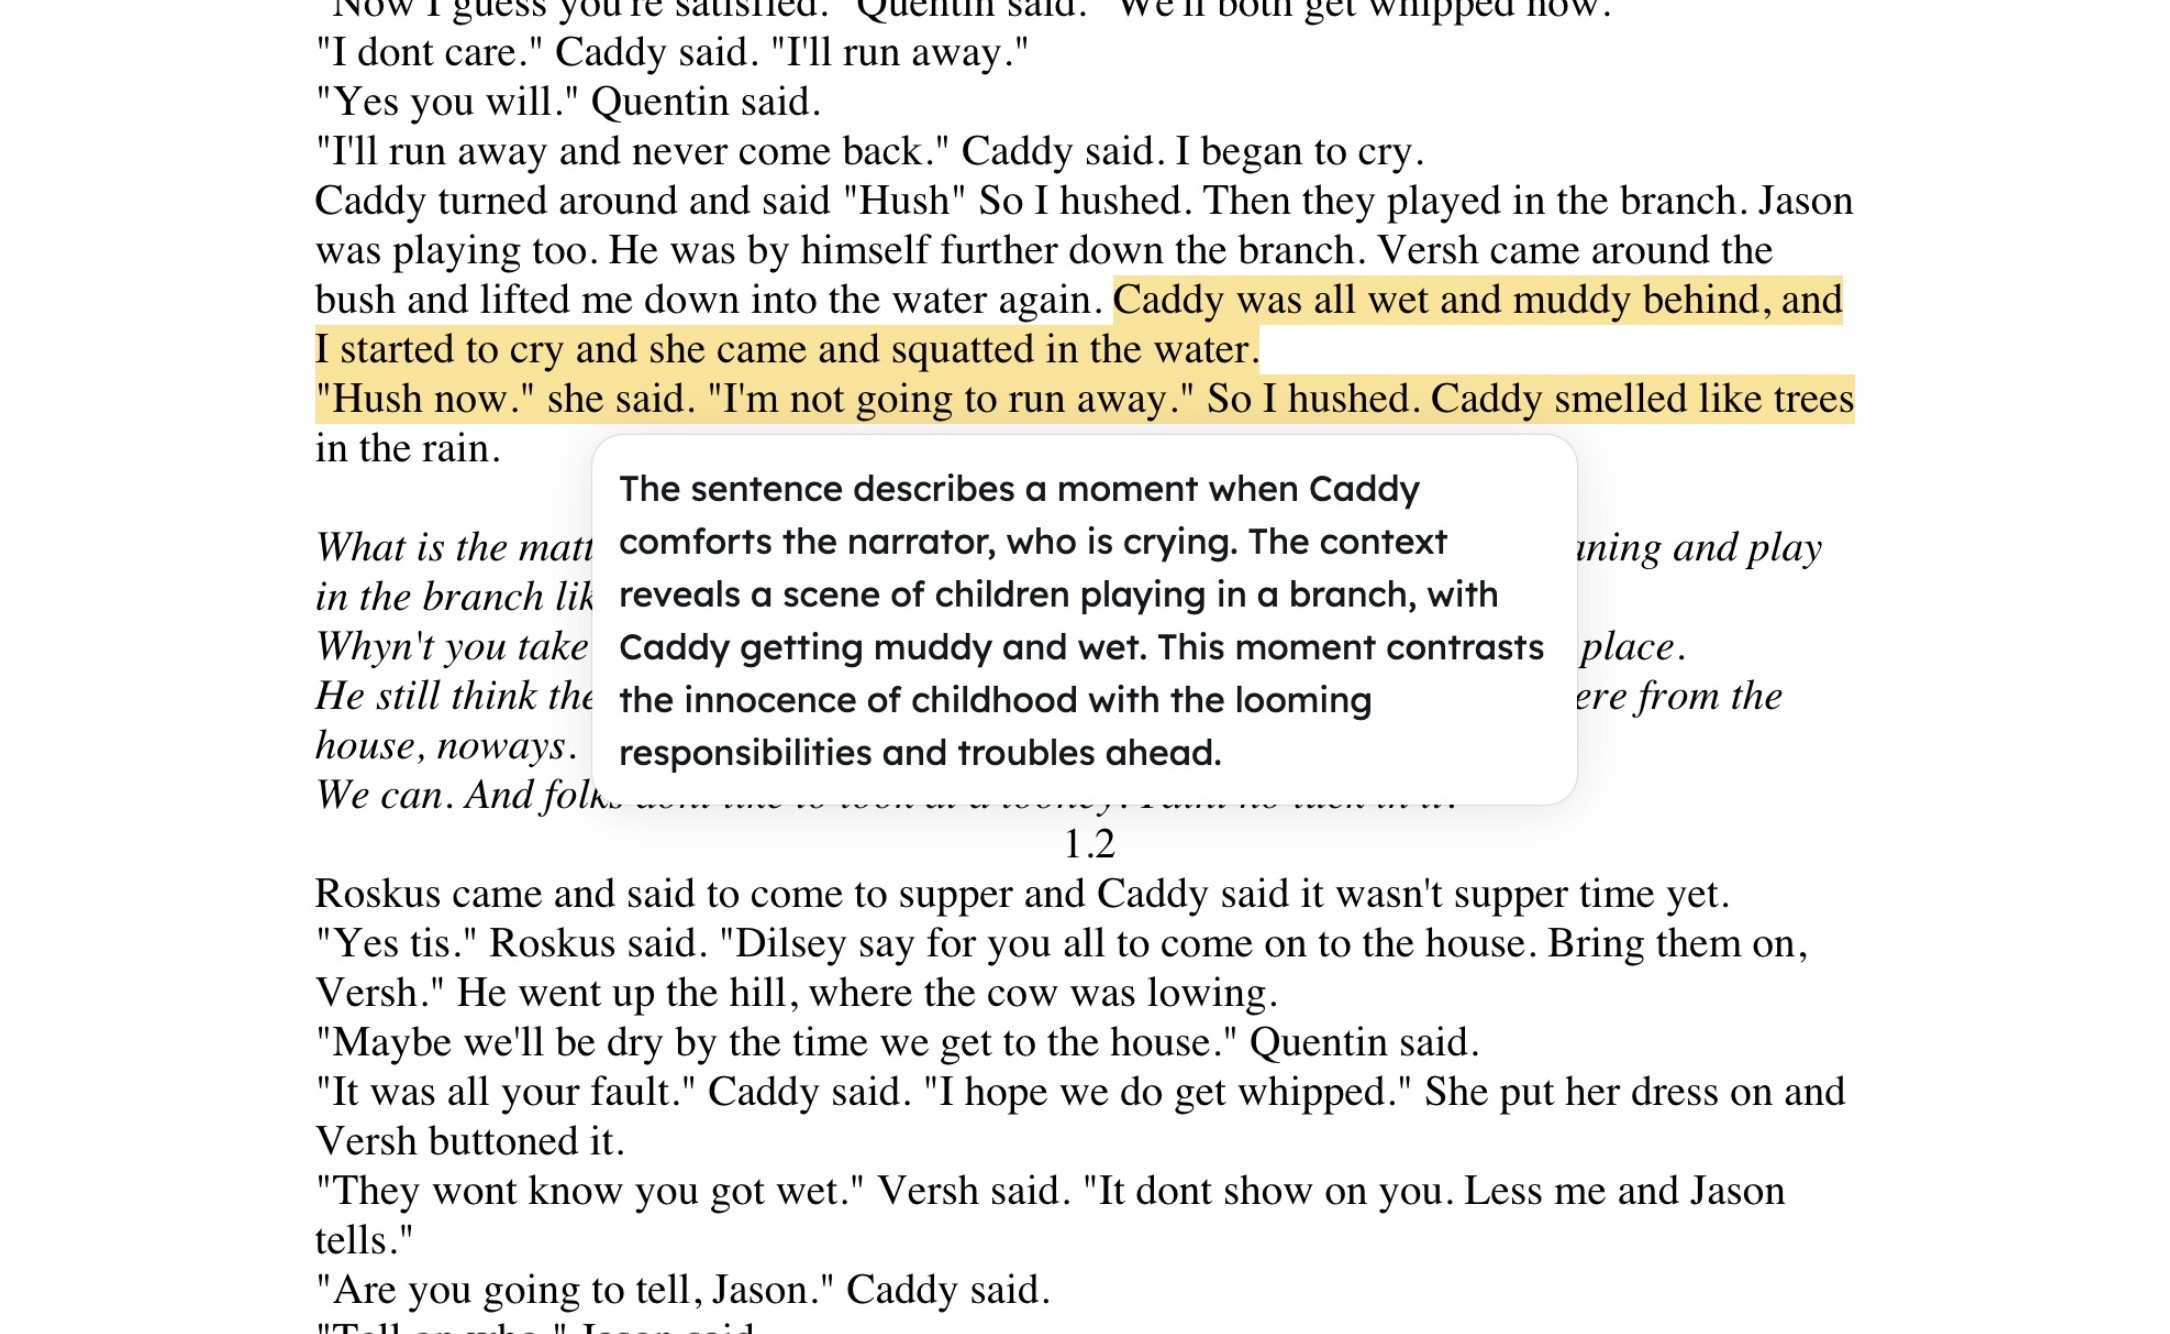 "Now I guess you're satisfied." Quentin said. "We'll both get whipped now."
"I dont care." Caddy said. "I'll run away."
"Yes you will." Quentin said.
"I'll run away and never come back." Caddy said. I began to cry.
Caddy turned around and said "Hush" So I hushed. Then they played in the branch. Jason
was playing too. He was by himself further down the branch. Versh came around the
bush and lifted me down into the water again. Caddy was all wet and muddy behind, and
I started to cry and she came and squatted in the water.
"Hush now." she said. "I'm not going to run away." So I hushed. Caddy smelled like trees
in the rain.
The sentence describes a moment when Caddy
comforts the narrator, who is crying. The context
reveals a scene of children playing in a branch, with
Caddy getting muddy and wet. This moment contrasts
the innocence of childhood with the looming
responsibilities and troubles ahead.
What is the matt aning and play
in the branch lik
Whyn't you take place.
He still think the ere from the
house, noways.
We can. And folks
1.2
Roskus came and said to come to supper and Caddy said it wasn't supper time yet.
"Yes tis." Roskus said. "Dilsey say for you all to come on to the house. Bring them on,
Versh." He went up the hill, where the cow was lowing.
"Maybe we'll be dry by the time we get to the house." Quentin said.
"It was all your fault." Caddy said. "I hope we do get whipped." She put her dress on and
Versh buttoned it.
"They wont know you got wet." Versh said. "It dont show on you. Less me and Jason
tells."
"Are you going to tell, Jason." Caddy said.
"Tell on who." Jason said.